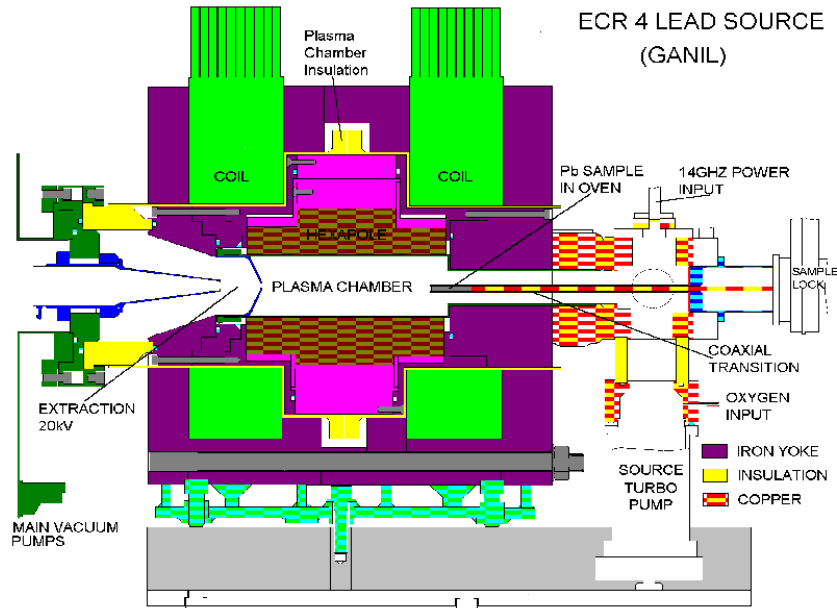 ECR 4 LEAD SOURCE
(GANIL)
Plasma
Chamber
Insulation
COIL
COIL
Pb SAMPLE
IN OVEN
14GHZ POWER
INPUT
HEXAPOLE
PLASMA CHAMBER
SAMPLE
LOCK
COAXIAL
TRANSITION
EXTRACTION
20kV
OXYGEN
INPUT
IRON YOKE
INSULATION
COPPER
SOURCE
TURBO
PUMP
MAIN VACUUM
PUMPS